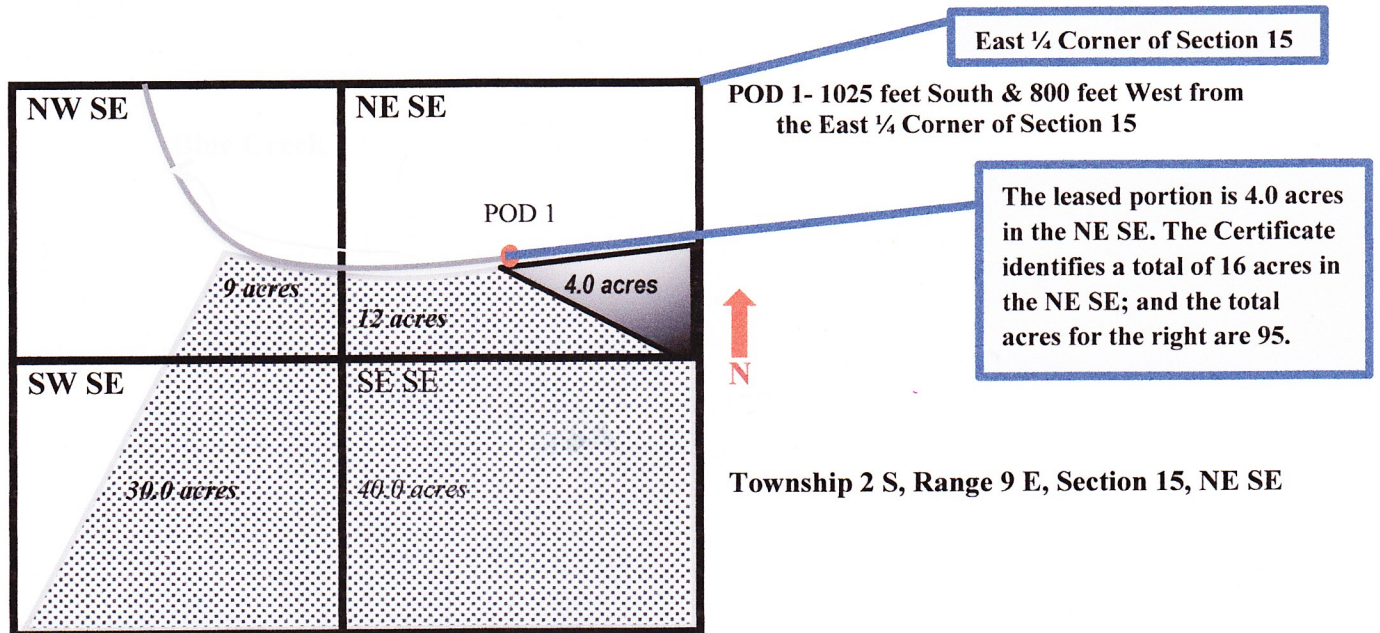 East ¼ Corner of Section 15
NW SE
NE SE
POD 1- 1025 feet South & 800 feet West from
the East ¼ Corner of Section 15
POD 1
The leased portion is 4.0 acres
in the NE SE. The Certificate
identifies a total of 16 acres in
the NE SE; and the total
acres for the right are 95.
9 acres
12 acres
4.0 acres
N
SW SE
SE SE
30.0 acres
40.0 acres
Township 2 S, Range 9 E, Section 15, NE SE